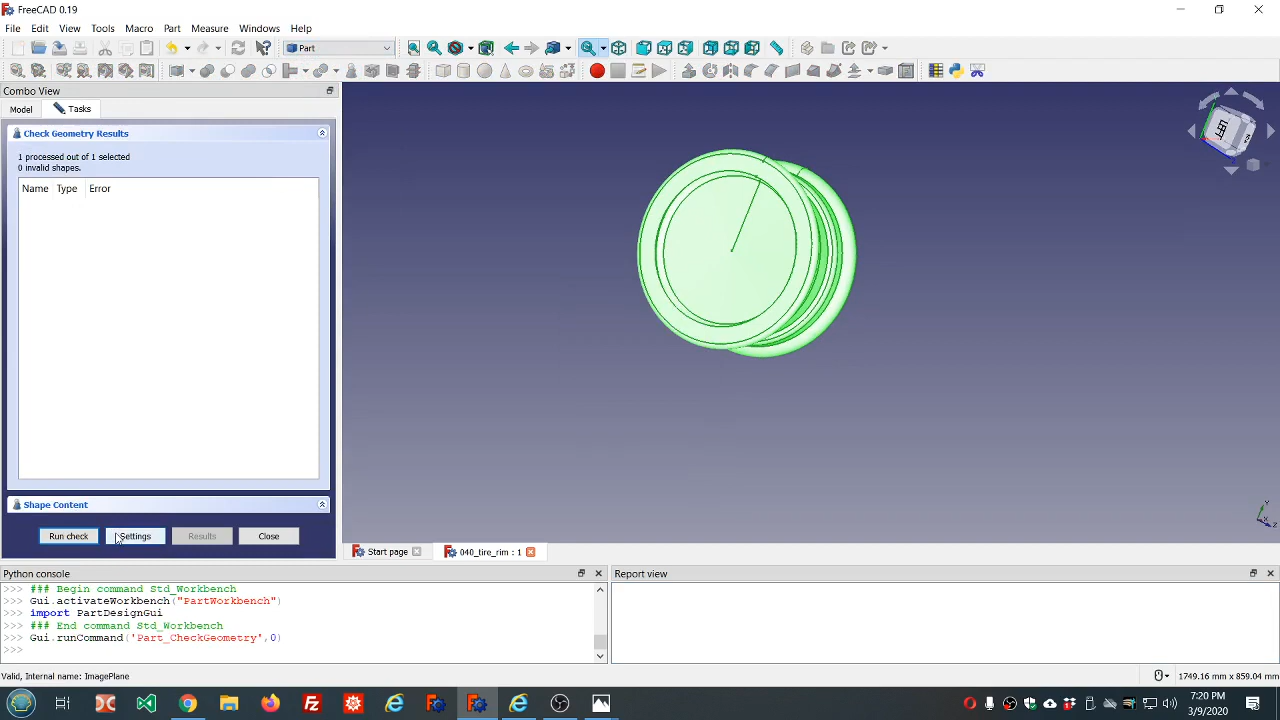 FreeCAD 0.19
File Edit View Tools Macro Part Measure Windows Help
Part
Combo View
Model Tasks
Check Geometry Results
1 processed out of 1 selected
0 invalid shapes.
Name Type Error
Shape Content
Run check Settings Results Close
Start page 040_tire_rim : 1
Python console
>>> ### Begin command Std_Workbench
>>> Gui.activateWorkbench("PartWorkbench")
>>> import PartDesignGui
>>> ### End command Std_Workbench
>>> Gui.runCommand('Part_CheckGeometry',0)
>>>
Report view
Valid, Internal name: ImagePlane
1749.16 mm x 859.04 mm
7:20 PM
3/9/2020